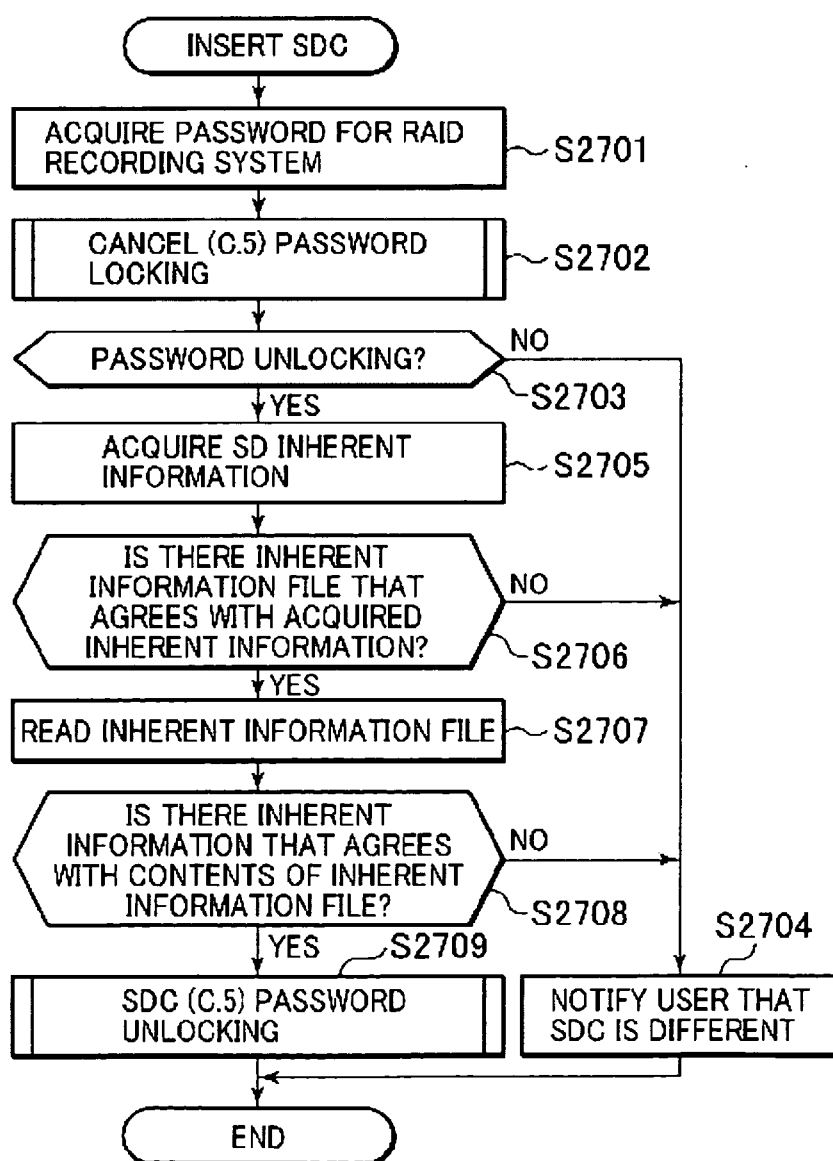 INSERT SDC
ACQUIRE PASSWORD FOR RAID
RECORDING SYSTEM
S2701
CANCEL (C.5) PASSWORD
LOCKING
S2702
PASSWORD UNLOCKING?
NO
S2703
YES
ACQUIRE SD INHERENT
INFORMATION
S2705
IS THERE INHERENT
INFORMATION FILE THAT
AGREES WITH ACQUIRED
INHERENT INFORMATION?
NO
S2706
YES
READ INHERENT INFORMATION FILE
S2707
IS THERE INHERENT
INFORMATION THAT AGREES
WITH CONTENTS OF INHERENT
INFORMATION FILE?
NO
S2708
YES
S2709
SDC (C.5) PASSWORD
UNLOCKING
S2704
NOTIFY USER THAT
SDC IS DIFFERENT
END